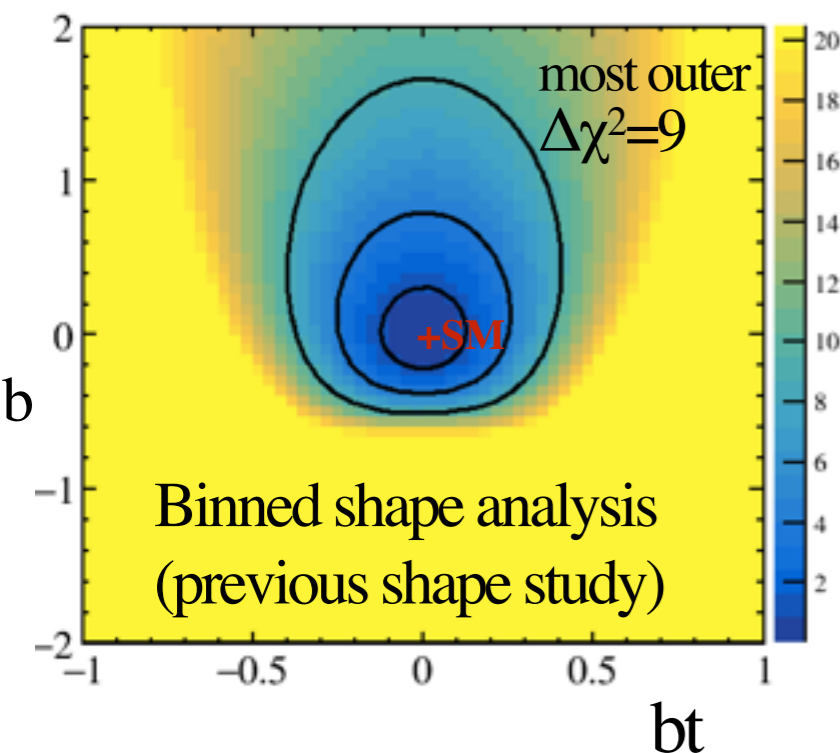 2
20
most outer
18
Δχ²=9
16
1
14
12
0
+SM
10
b
8
6
−1
Binned shape analysis
4
(previous shape study)
2
−2
−1
−0.5
0
0.5
1
bt